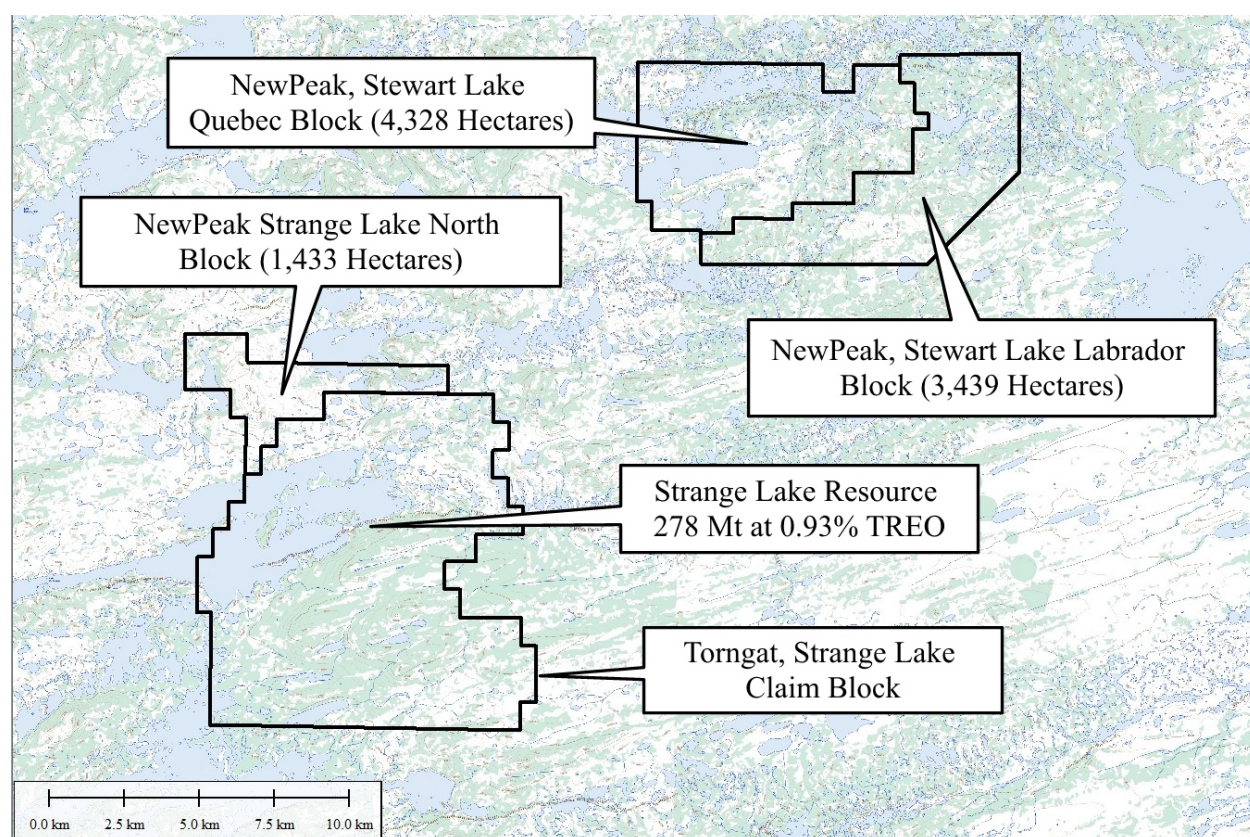 NewPeak, Stewart Lake
Quebec Block (4,328 Hectares)
NewPeak Strange Lake North
Block (1,433 Hectares)
NewPeak, Stewart Lake Labrador
Block (3,439 Hectares)
Strange Lake Resource
278 Mt at 0.93% TREO
Torngat, Strange Lake
Claim Block
0.0 km 2.5 km 5.0 km 7.5 km 10.0 km